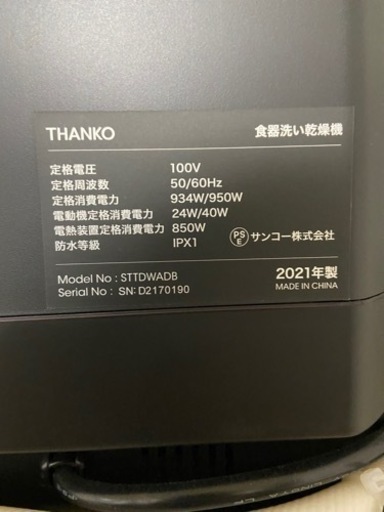 THANKO 食器洗い乾燥機
定格電圧 100V
定格周波数 50/60Hz
定格消費電力 934W/950W
電動機定格消費電力 24W/40W
電熱装置定格消費電力 850W
防水等級 IPX1
PSE サンコー株式会社
Model No : STTDWADB
Serial No : SN: D2170190
2021年製
MADE IN CHINA